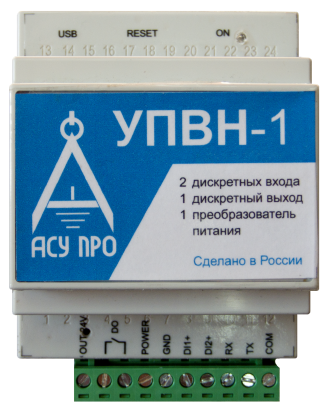 USB RESET ON
13 14 15 16 17 18 19 20 21 22 23 24
УПВН-1
2 дискретных входа
1 дискретный выход
1 преобразователь
питания
АСУ ПРО
Сделано в России
OUT 24V DO POWER GND DI1+ DI2+ RX TX COM